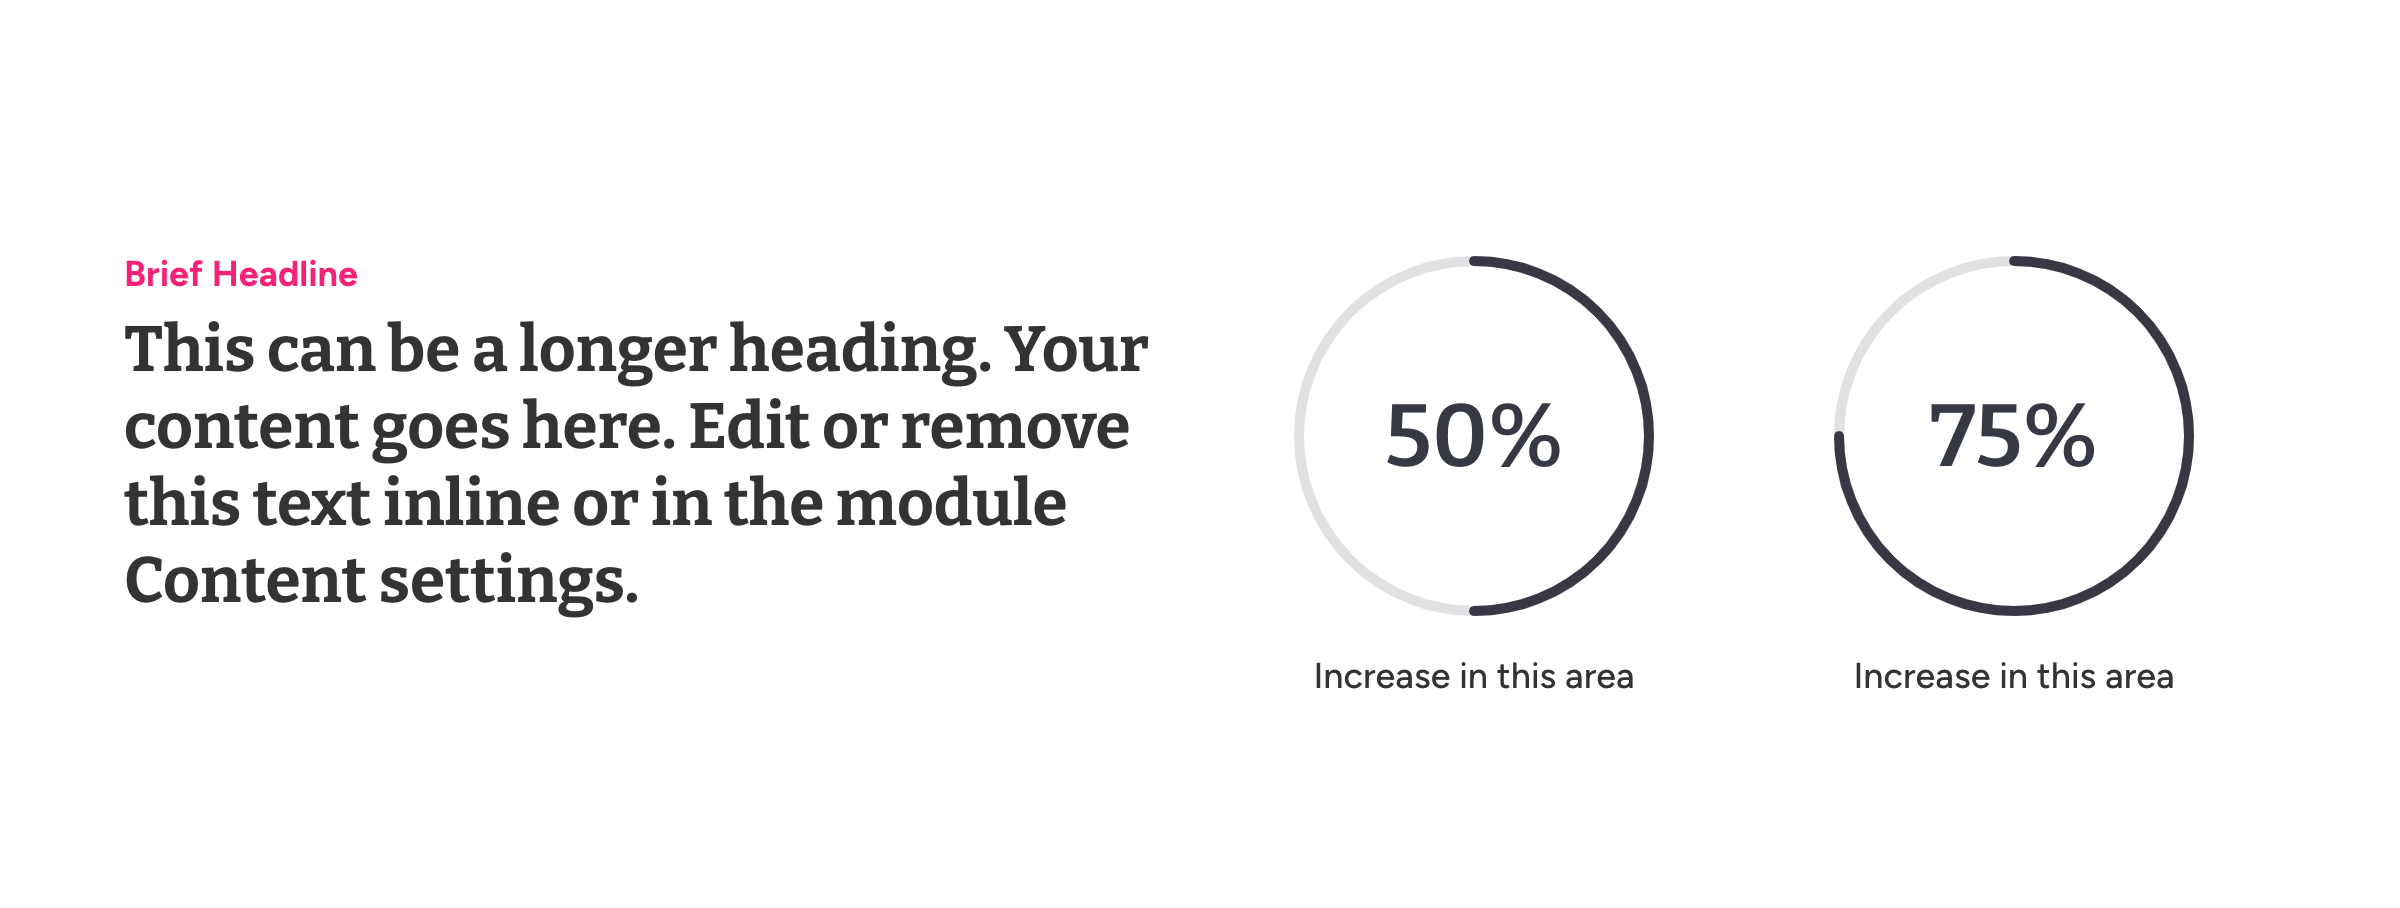 Brief Headline
This can be a longer heading. Your
content goes here. Edit or remove
this text inline or in the module
Content settings.
50%
Increase in this area
75%
Increase in this area